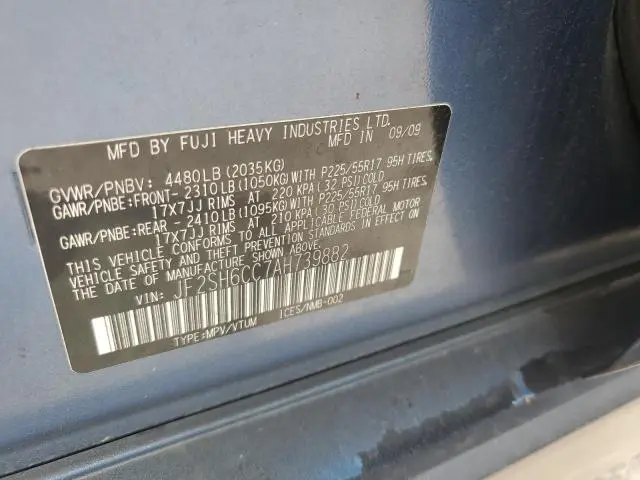 MFD BY FUJI HEAVY INDUSTRIES LTD.
MFD IN 09/09
GVWR/PNBV: 4480LB (2035KG)
GAWR/PNBE:FRONT- 2310LB (1050KG) WITH P225/55R17 95H TIRES,
17X7JJ RIMS AT 220 KPA (32 PSI) COLD
GAWR/PNBE:REAR - 2410LB (1095KG) WITH P225/55R17 95H TIRES,
17X7JJ RIMS AT 210 KPA (30 PSI) COLD
THIS VEHICLE CONFORMS TO ALL APPLICABLE FEDERAL MOTOR
VEHICLE SAFETY AND THEFT PREVENTION STANDARDS IN EFFECT ON
THE DATE OF MANUFACTURE SHOWN ABOVE.
VIN: JF2SH6CC7AH739882
TYPE:MPV/VTUM ICES/NMB-002